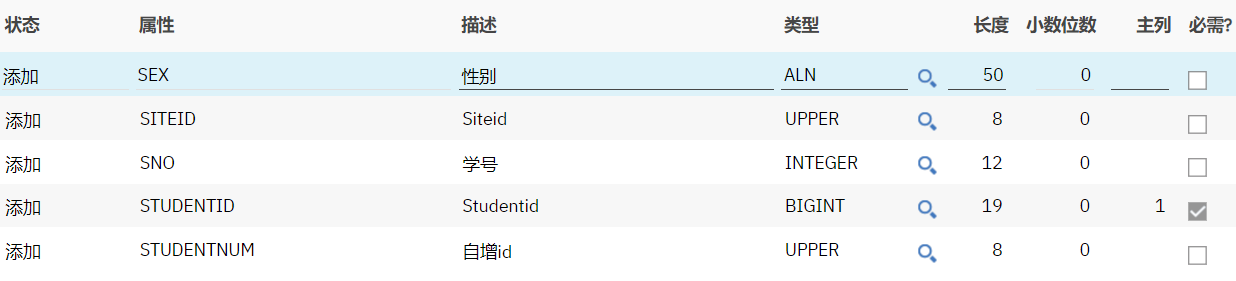 状态 属性 描述 类型 长度 小数位数 主列 必需?
添加 SEX 性别 ALN 50 0
添加 SITEID Siteid UPPER 8 0
添加 SNO 学号 INTEGER 12 0
添加 STUDENTID Studentid BIGINT 19 0 1
添加 STUDENTNUM 自增id UPPER 8 0